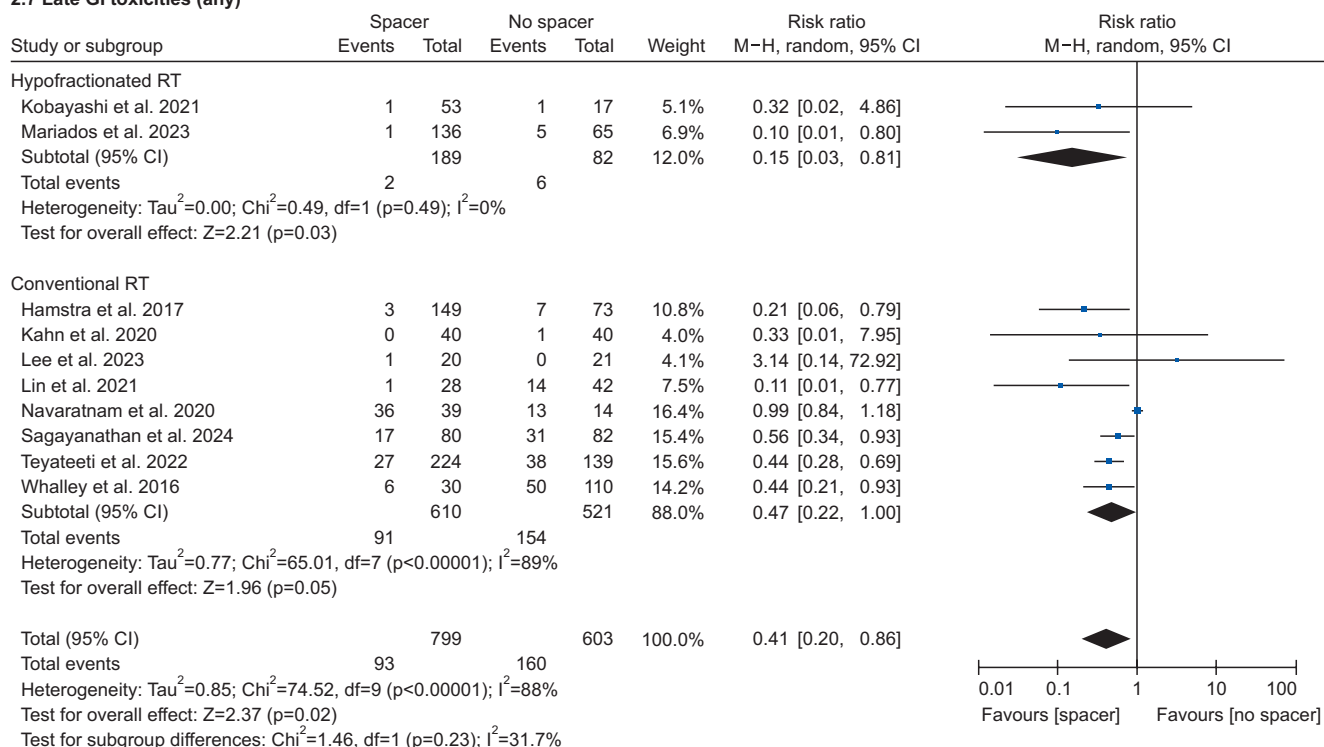 2.7 Late GI toxicities (any)
Spacer No spacer Risk ratio Risk ratio
Study or subgroup Events Total Events Total Weight M−H, random, 95% CI M−H, random, 95% CI
Hypofractionated RT
Kobayashi et al. 2021 1 53 1 17 5.1% 0.32 [0.02, 4.86]
Mariados et al. 2023 1 136 5 65 6.9% 0.10 [0.01, 0.80]
Subtotal (95% CI) 189 82 12.0% 0.15 [0.03, 0.81]
Total events 2 6
Heterogeneity: Tau²=0.00; Chi²=0.49, df=1 (p=0.49); I²=0%
Test for overall effect: Z=2.21 (p=0.03)
Conventional RT
Hamstra et al. 2017 3 149 7 73 10.8% 0.21 [0.06, 0.79]
Kahn et al. 2020 0 40 1 40 4.0% 0.33 [0.01, 7.95]
Lee et al. 2023 1 20 0 21 4.1% 3.14 [0.14, 72.92]
Lin et al. 2021 1 28 14 42 7.5% 0.11 [0.01, 0.77]
Navaratnam et al. 2020 36 39 13 14 16.4% 0.99 [0.84, 1.18]
Sagayanathan et al. 2024 17 80 31 82 15.4% 0.56 [0.34, 0.93]
Teyateeti et al. 2022 27 224 38 139 15.6% 0.44 [0.28, 0.69]
Whalley et al. 2016 6 30 50 110 14.2% 0.44 [0.21, 0.93]
Subtotal (95% CI) 610 521 88.0% 0.47 [0.22, 1.00]
Total events 91 154
Heterogeneity: Tau²=0.77; Chi²=65.01, df=7 (p<0.00001); I²=89%
Test for overall effect: Z=1.96 (p=0.05)
Total (95% CI) 799 603 100.0% 0.41 [0.20, 0.86]
Total events 93 160
Heterogeneity: Tau²=0.85; Chi²=74.52, df=9 (p<0.00001); I²=88%
0.01 0.1 1 10 100
Test for overall effect: Z=2.37 (p=0.02)
Favours [spacer] Favours [no spacer]
Test for subgroup differences: Chi²=1.46, df=1 (p=0.23); I²=31.7%